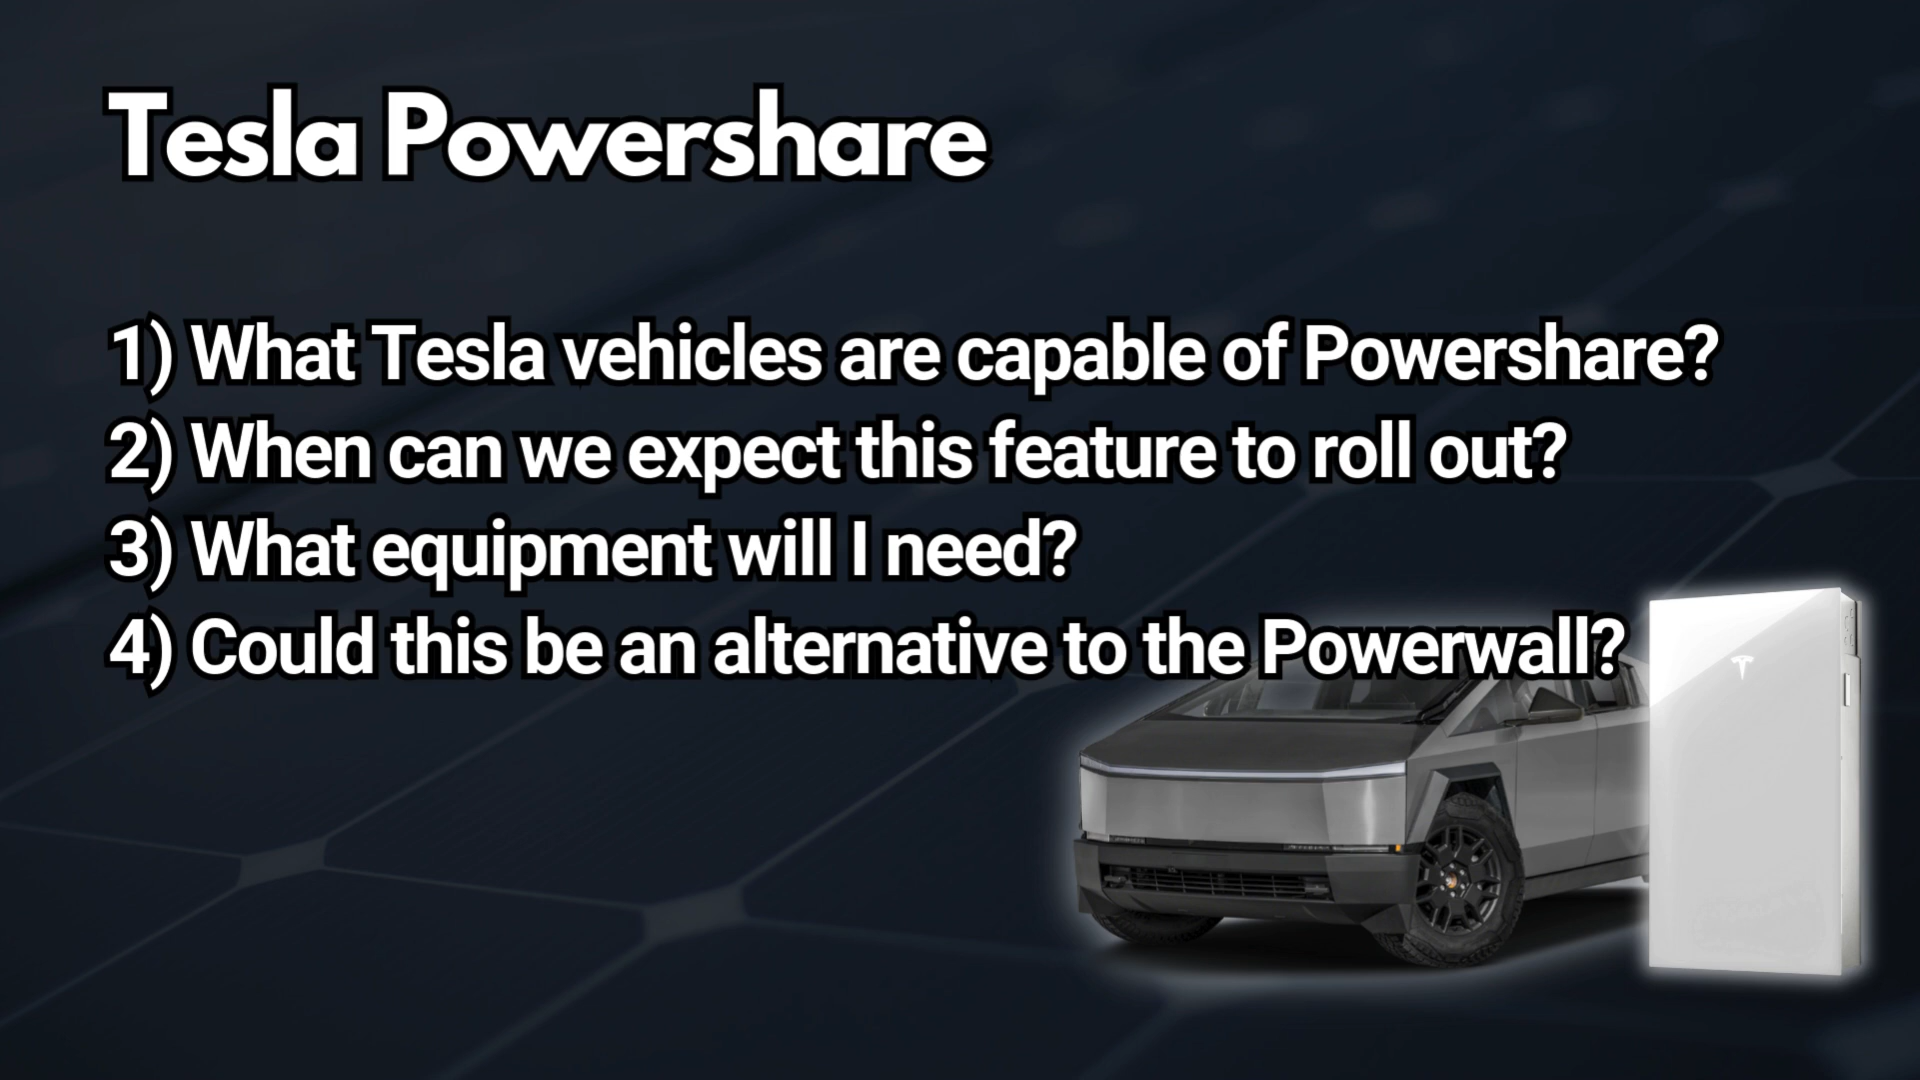 Tesla Powershare
1) What Tesla vehicles are capable of Powershare?
2) When can we expect this feature to roll out?
3) What equipment will I need?
4) Could this be an alternative to the Powerwall?